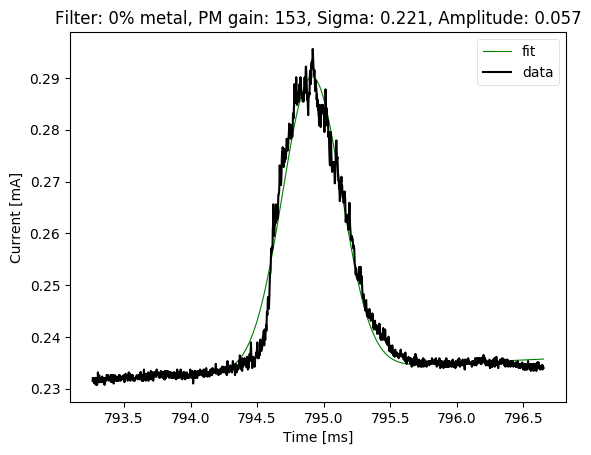 Filter: 0% metal, PM gain: 153, Sigma: 0.221, Amplitude: 0.057
fit
data
Current [mA]
0.29
0.28
0.27
0.26
0.25
0.24
0.23
793.5 794.0 794.5 795.0 795.5 796.0 796.5
Time [ms]